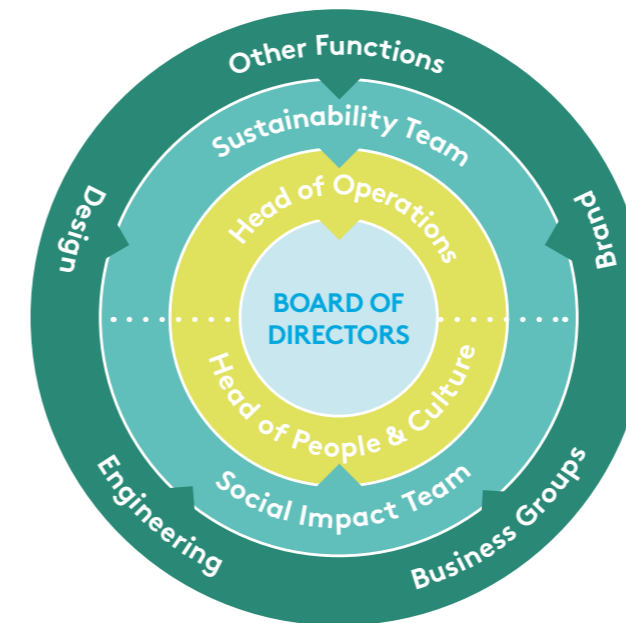 Other Functions
Sustainability Team
Head of Operations
Design
Brand
BOARD OF
DIRECTORS
Head of People & Culture
Social Impact Team
Engineering
Business Groups